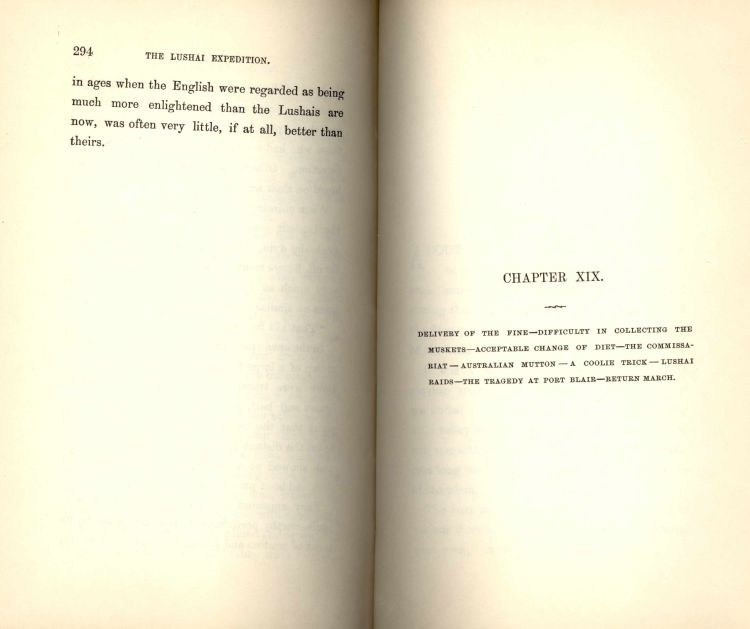 294
THE LUSHAI EXPEDITION.
in ages when the English were regarded as being
much more enlightened than the Lushais are
now, was often very little, if at all, better than
theirs.
CHAPTER XIX.
DELIVERY OF THE FINE—DIFFICULTY IN COLLECTING THE
MUSKETS—ACCEPTABLE CHANGE OF DIET—THE COMMISSA-
RIAT—AUSTRALIAN MUTTON—A COOLIE TRICK—LUSHAI
RAIDS—THE TRAGEDY AT PORT BLAIR—RETURN MARCH.